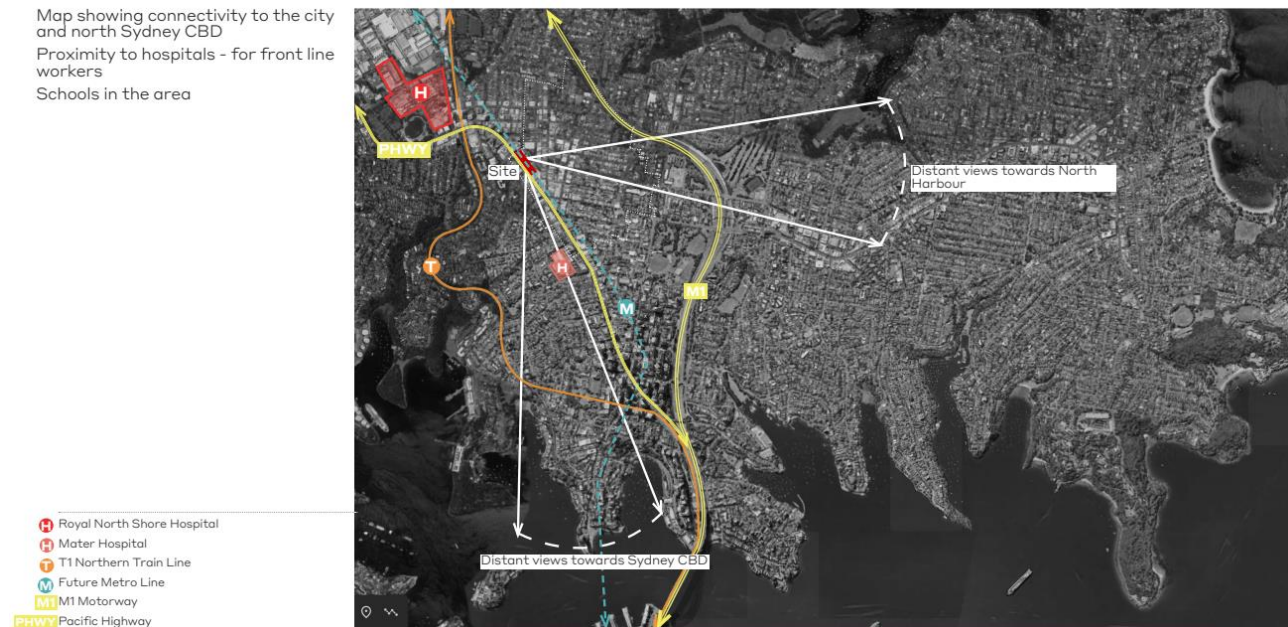 Map showing connectivity to the city
and north Sydney CBD
Proximity to hospitals - for front line
workers
Schools in the area
H
PHWY
Site
Distant views towards North
Harbour
T
H
M1
M
Distant views towards Sydney CBD
H Royal North Shore Hospital
H Mater Hospital
T T1 Northern Train Line
M Future Metro Line
M1 M1 Motorway
PHWY Pacific Highway